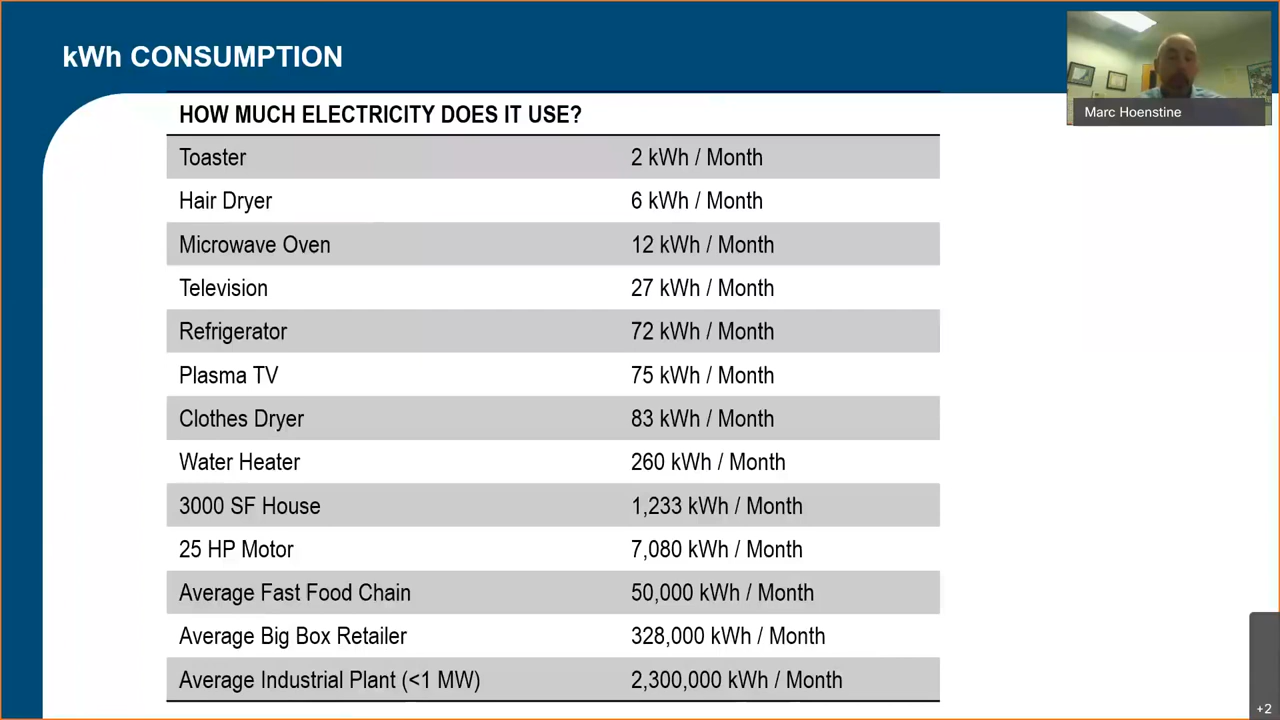 kWh CONSUMPTION
Marc Hoenstine
HOW MUCH ELECTRICITY DOES IT USE?
Toaster 2 kWh / Month
Hair Dryer 6 kWh / Month
Microwave Oven 12 kWh / Month
Television 27 kWh / Month
Refrigerator 72 kWh / Month
Plasma TV 75 kWh / Month
Clothes Dryer 83 kWh / Month
Water Heater 260 kWh / Month
3000 SF House 1,233 kWh / Month
25 HP Motor 7,080 kWh / Month
Average Fast Food Chain 50,000 kWh / Month
Average Big Box Retailer 328,000 kWh / Month
Average Industrial Plant (<1 MW) 2,300,000 kWh / Month
+2